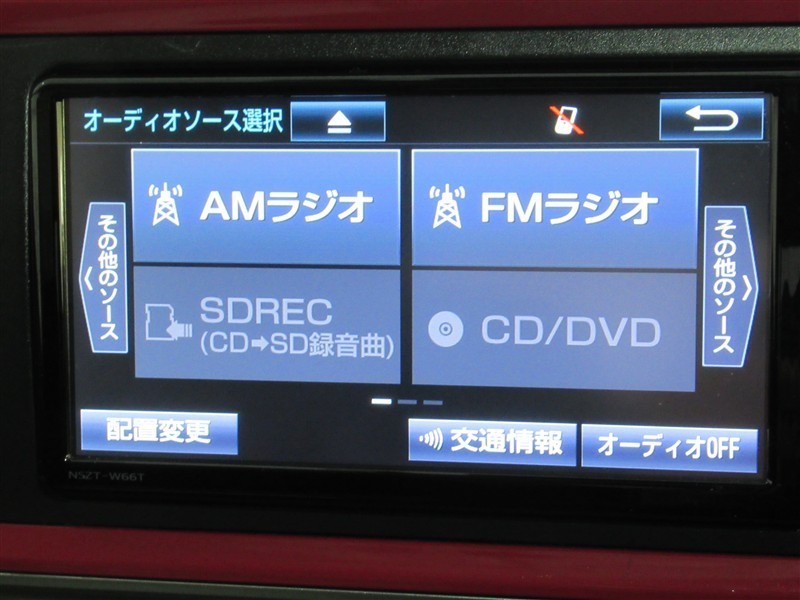 オーディオソース選択
AMラジオ
FMラジオ
その他のソース
その他のソース
SDREC
(CD➡SD録音曲)
CD/DVD
配置変更
交通情報
オーディオOFF
NSZT-W66T